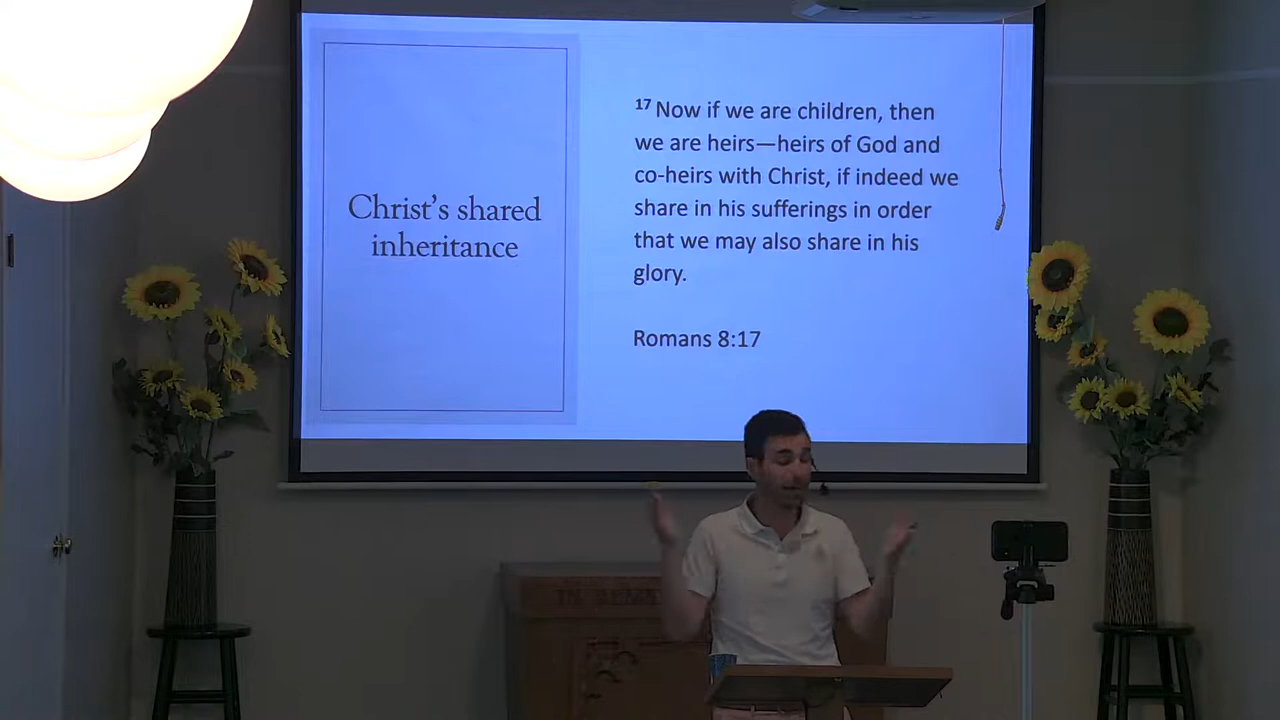 Christ's shared
inheritance
17 Now if we are children, then
we are heirs—heirs of God and
co-heirs with Christ, if indeed we
share in his sufferings in order
that we may also share in his
glory.
Romans 8:17